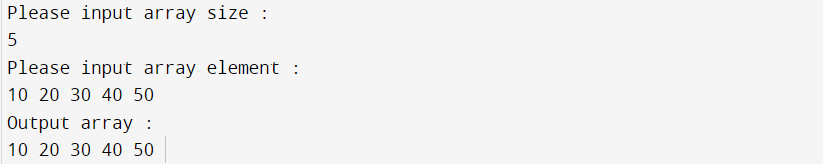 Please input array size :
5
Please input array element :
10 20 30 40 50
Output array :
10 20 30 40 50